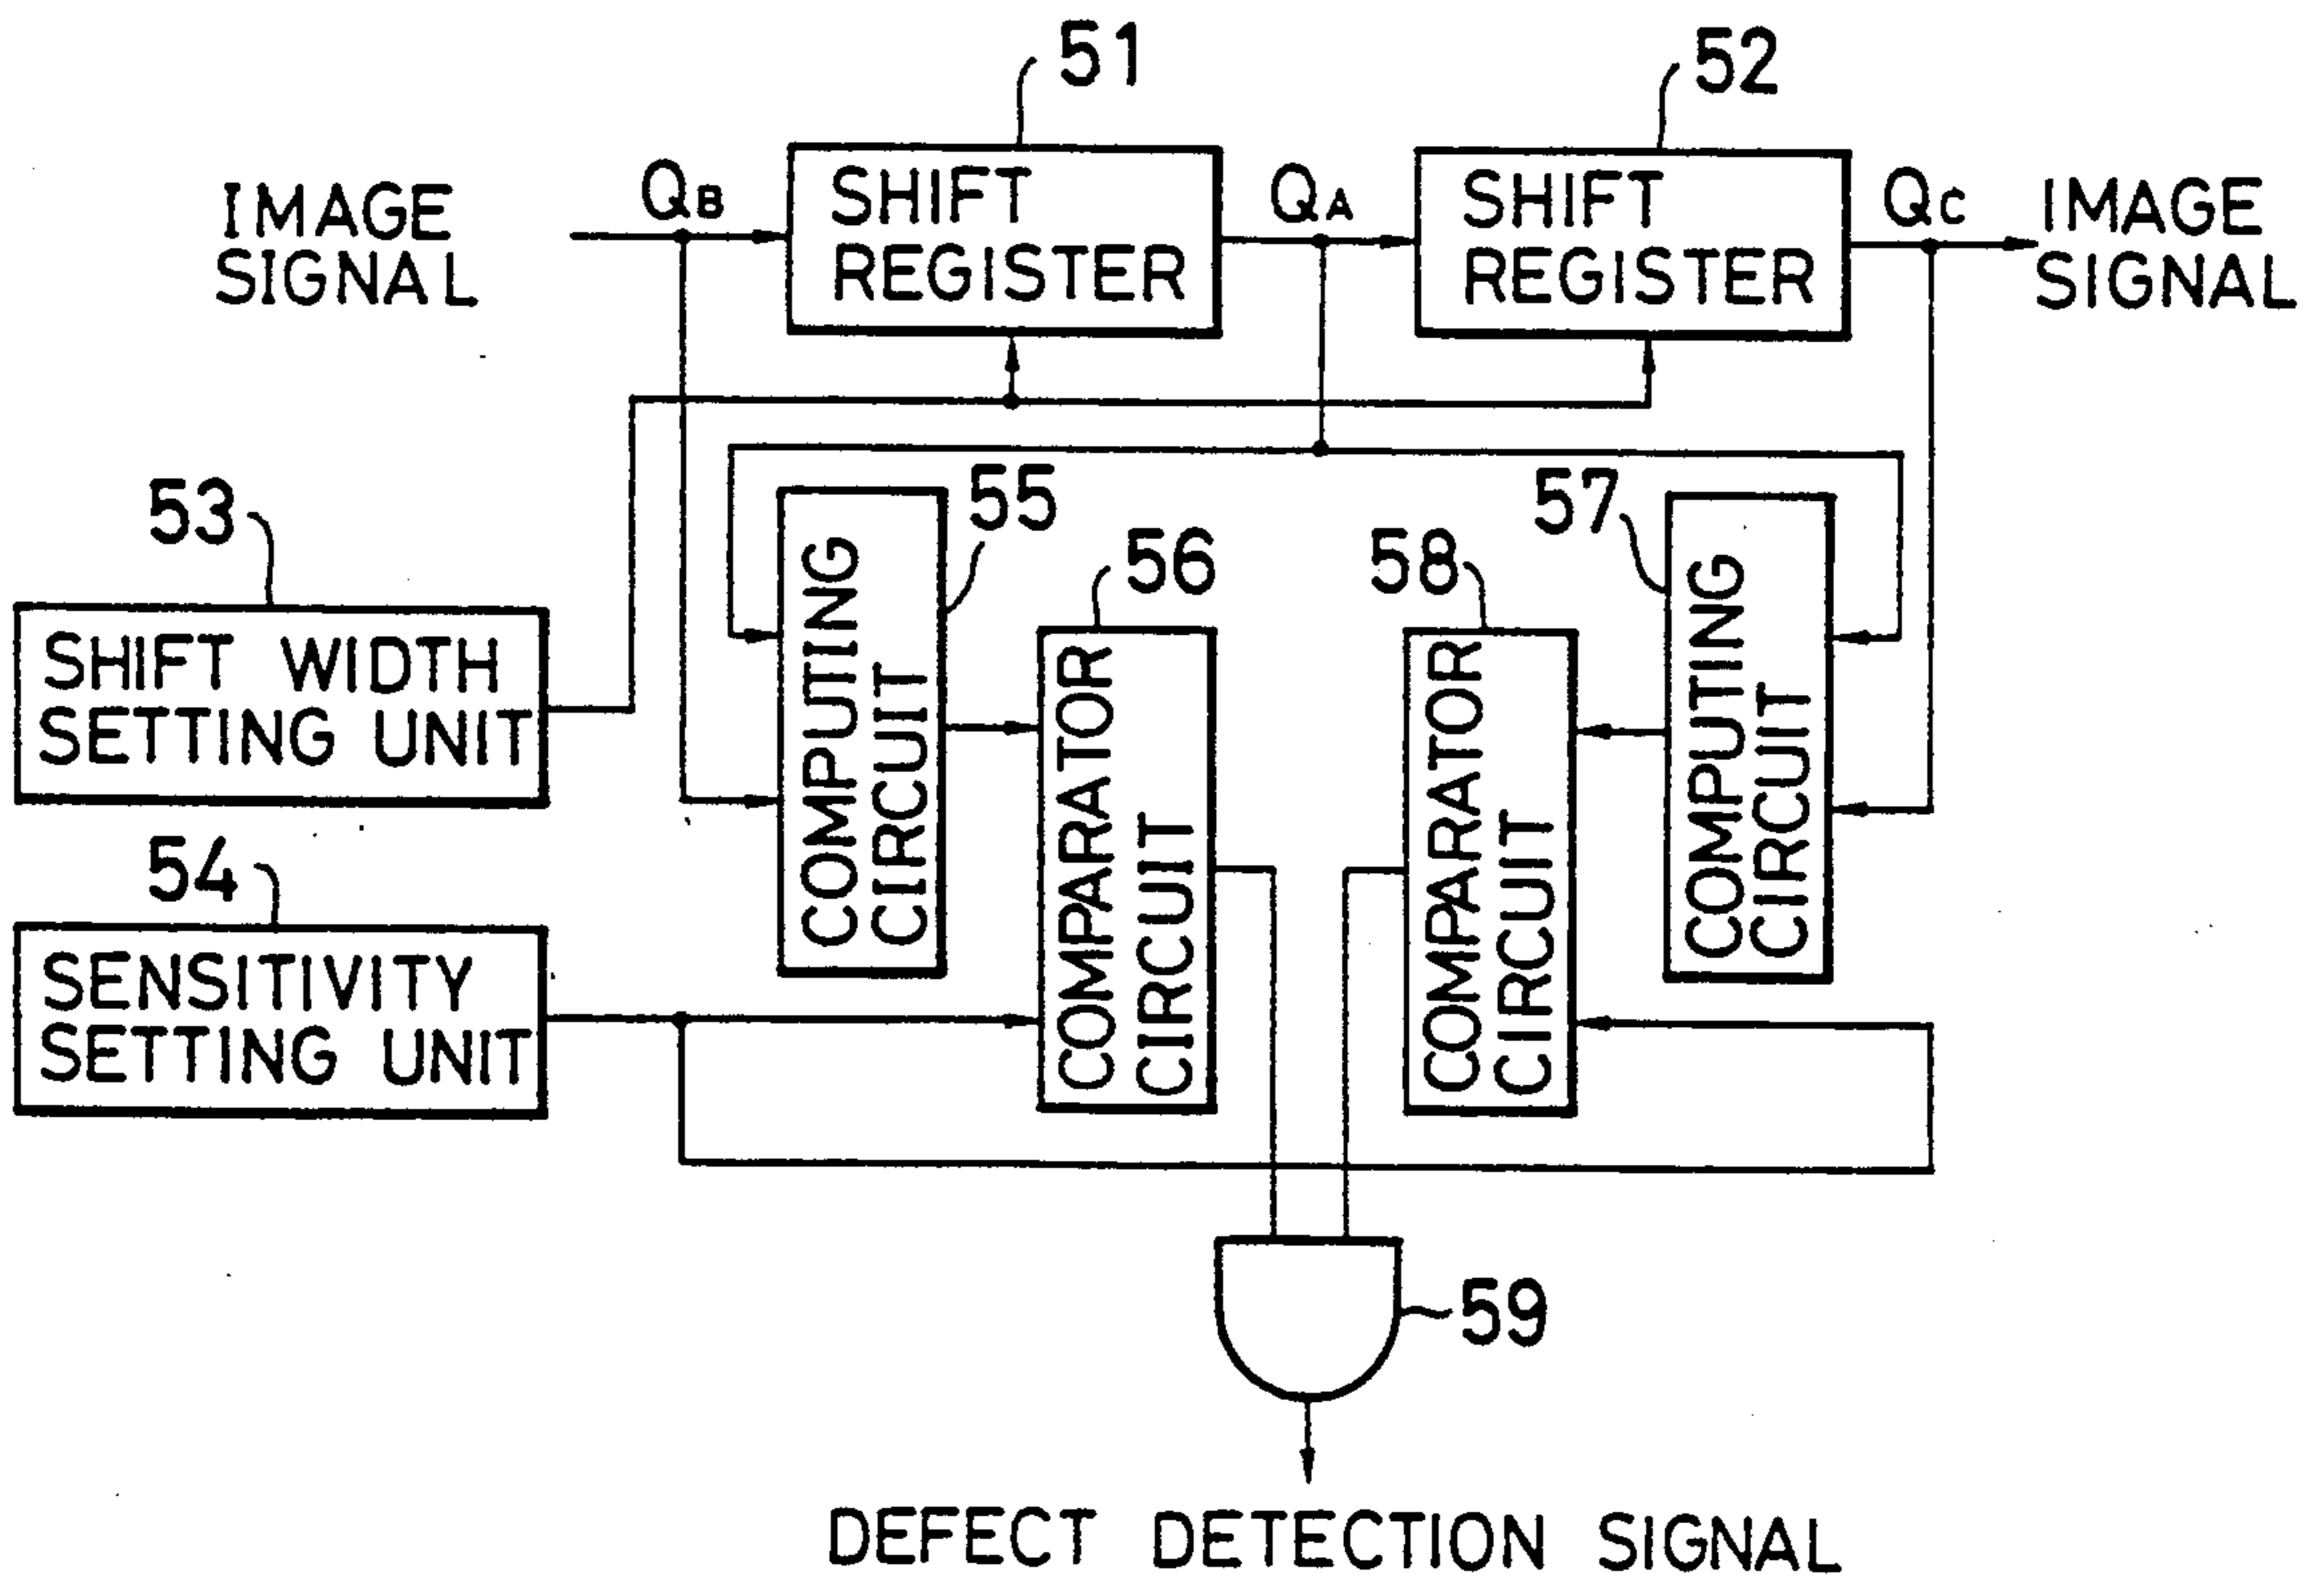 51
52
IMAGE
SIGNAL
QB
SHIFT
REGISTER
QA
SHIFT
REGISTER
QC
IMAGE
SIGNAL
53
SHIFT WIDTH
SETTING UNIT
54
SENSITIVITY
SETTING UNIT
55
COMPUTING
CIRCUIT
56
COMPARATOR
CIRCUIT
58
COMPARATOR
CIRCUIT
57
COMPUTING
CIRCUIT
59
DEFECT DETECTION SIGNAL